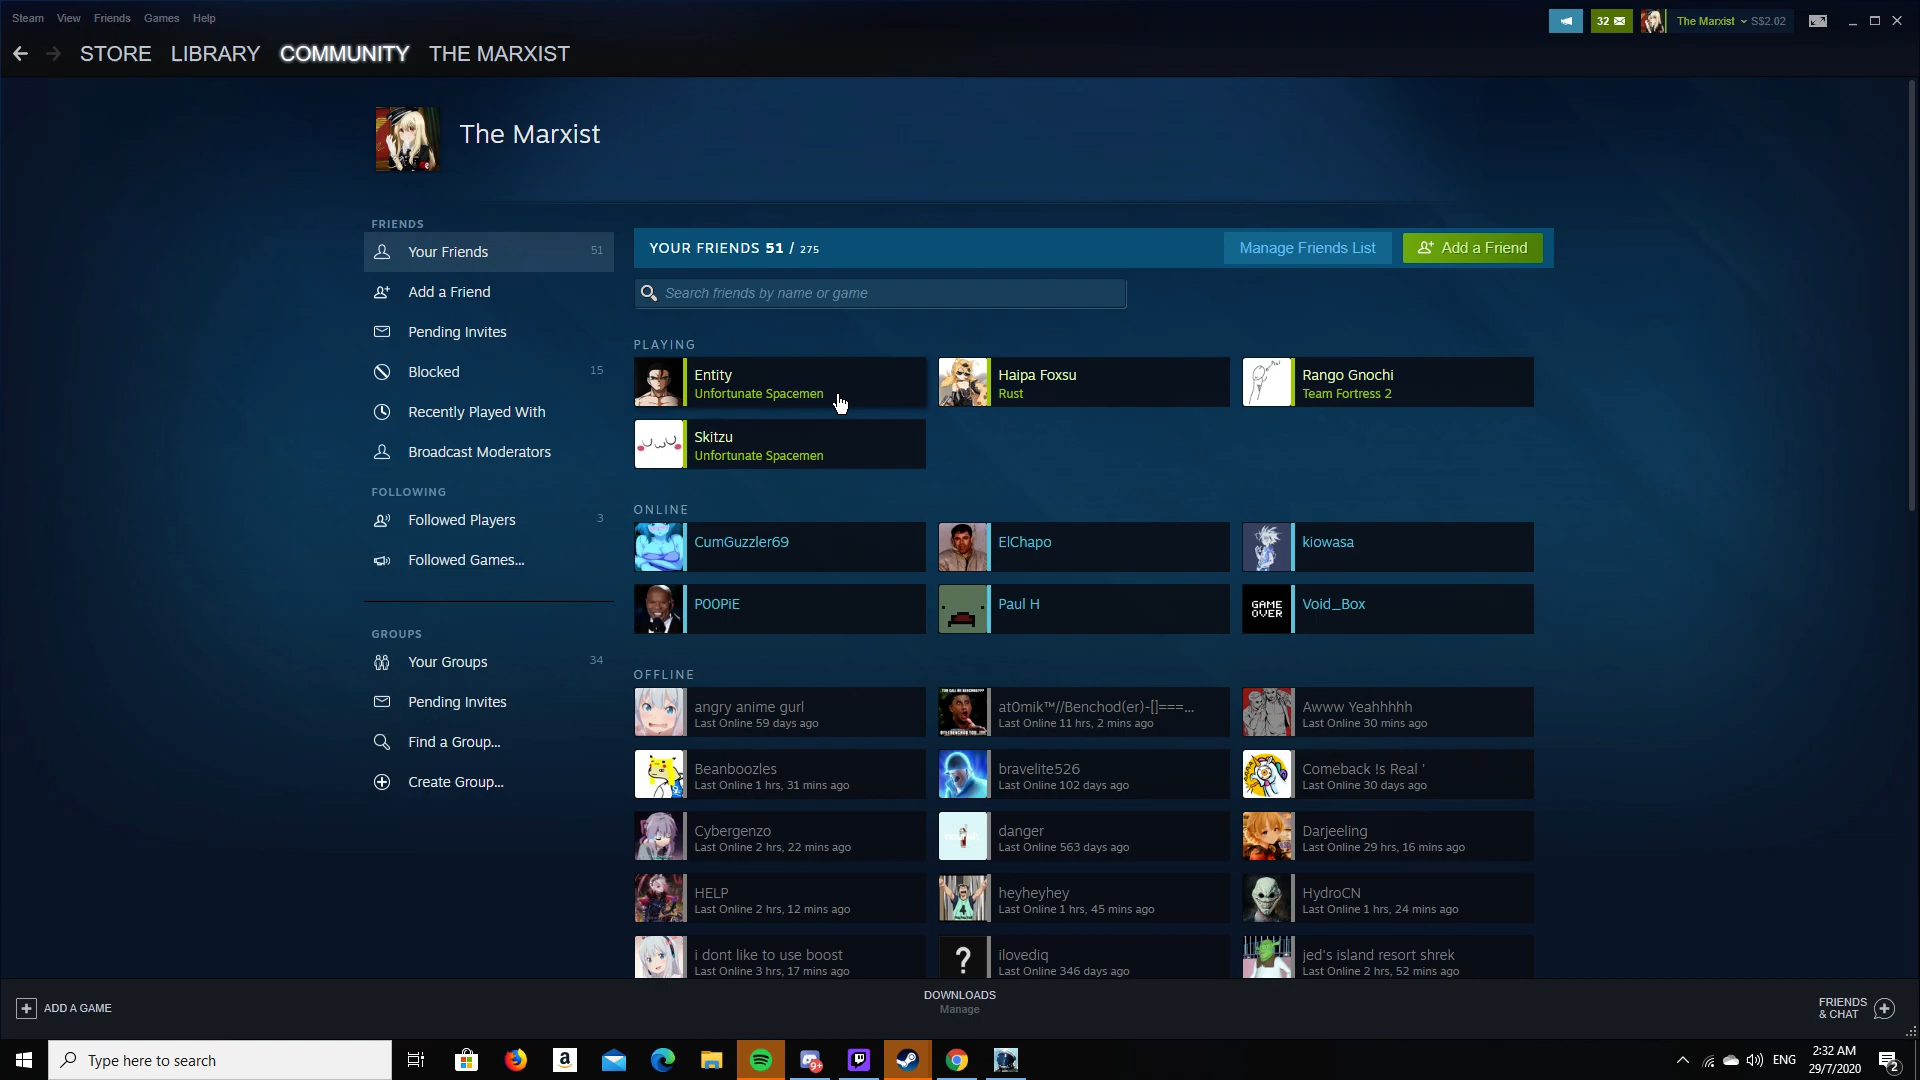 Steam View Friends Games Help
32 The Marxist S$2.02
STORE LIBRARY COMMUNITY THE MARXIST
The Marxist
FRIENDS
Your Friends 51
Add a Friend
Pending Invites
Blocked 15
Recently Played With
Broadcast Moderators
FOLLOWING
Followed Players 3
Followed Games...
GROUPS
Your Groups 34
Pending Invites
Find a Group...
Create Group...
YOUR FRIENDS 51 / 275 Manage Friends List Add a Friend
Search friends by name or game
PLAYING
Entity Haipa Foxsu Rango Gnochi
Unfortunate Spacemen Rust Team Fortress 2
Skitzu
Unfortunate Spacemen
ONLINE
CumGuzzler69 ElChapo kiowasa
P00PiE Paul H GAME OVER Void_Box
OFFLINE
angry anime gurl at0mik™//Benchod(er)-[]===... Awww Yeahhhhh
Last Online 59 days ago Last Online 11 hrs, 2 mins ago Last Online 30 mins ago
Beanboozles bravelite526 Comeback !s Real '
Last Online 1 hrs, 31 mins ago Last Online 102 days ago Last Online 30 days ago
Cybergenzo danger Darjeeling
Last Online 2 hrs, 22 mins ago Last Online 563 days ago Last Online 29 hrs, 16 mins ago
HELP heyheyhey HydroCN
Last Online 2 hrs, 12 mins ago Last Online 1 hrs, 45 mins ago Last Online 1 hrs, 24 mins ago
i dont like to use boost ? ilovediq jed's island resort shrek
Last Online 3 hrs, 17 mins ago Last Online 346 days ago Last Online 2 hrs, 52 mins ago
ADD A GAME
DOWNLOADS
Manage
FRIENDS
& CHAT
Type here to search
9+
ENG
2:32 AM
29/7/2020
2